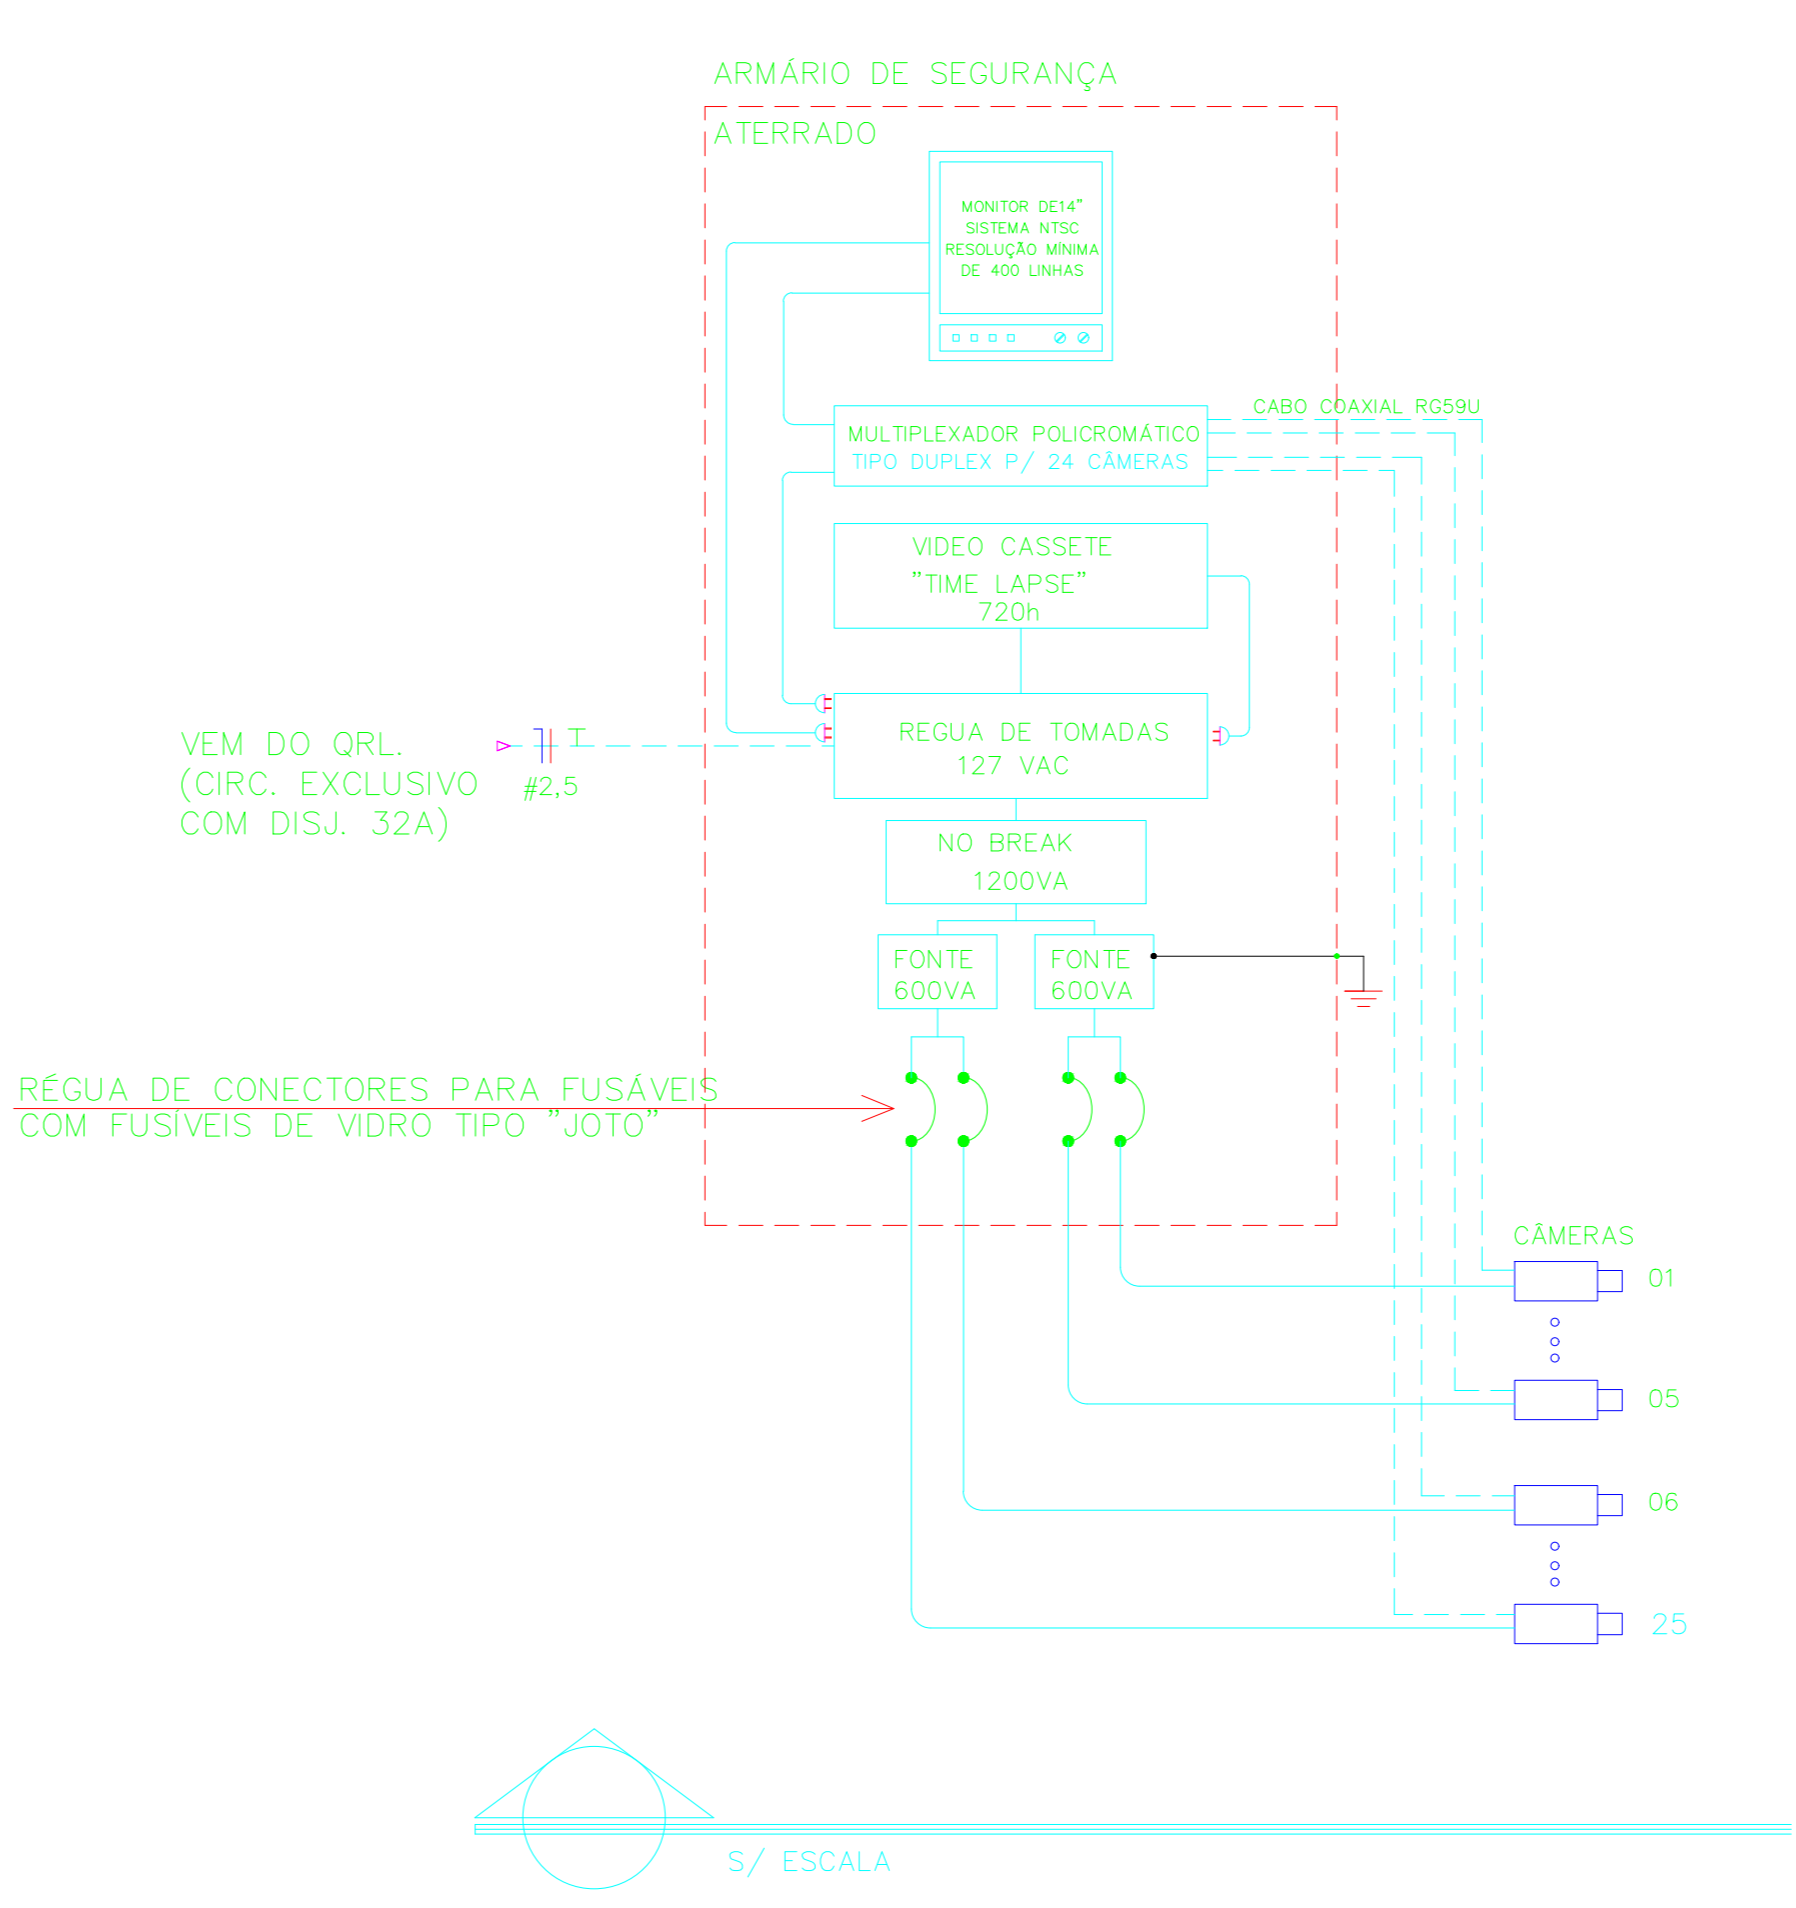 ARMÁRIO DE SEGURANÇA
ATERRADO
MONITOR DE14"
SISTEMA NTSC
RESOLUÇÃO MÍNIMA
DE 400 LINHAS
CABO COAXIAL RG59U
MULTIPLEXADOR POLICROMÁTICO
TIPO DUPLEX P/ 24 CÂMERAS
VIDEO CASSETE
"TIME LAPSE"
720h
VEM DO QRL.
(CIRC. EXCLUSIVO
COM DISJ. 32A)
#2,5
REGUA DE TOMADAS
127 VAC
NO BREAK
1200VA
FONTE
600VA
FONTE
600VA
RÉGUA DE CONECTORES PARA FUSÁVEIS
COM FUSÍVEIS DE VIDRO TIPO "JOTO"
CÂMERAS
01
05
06
25
S/ ESCALA